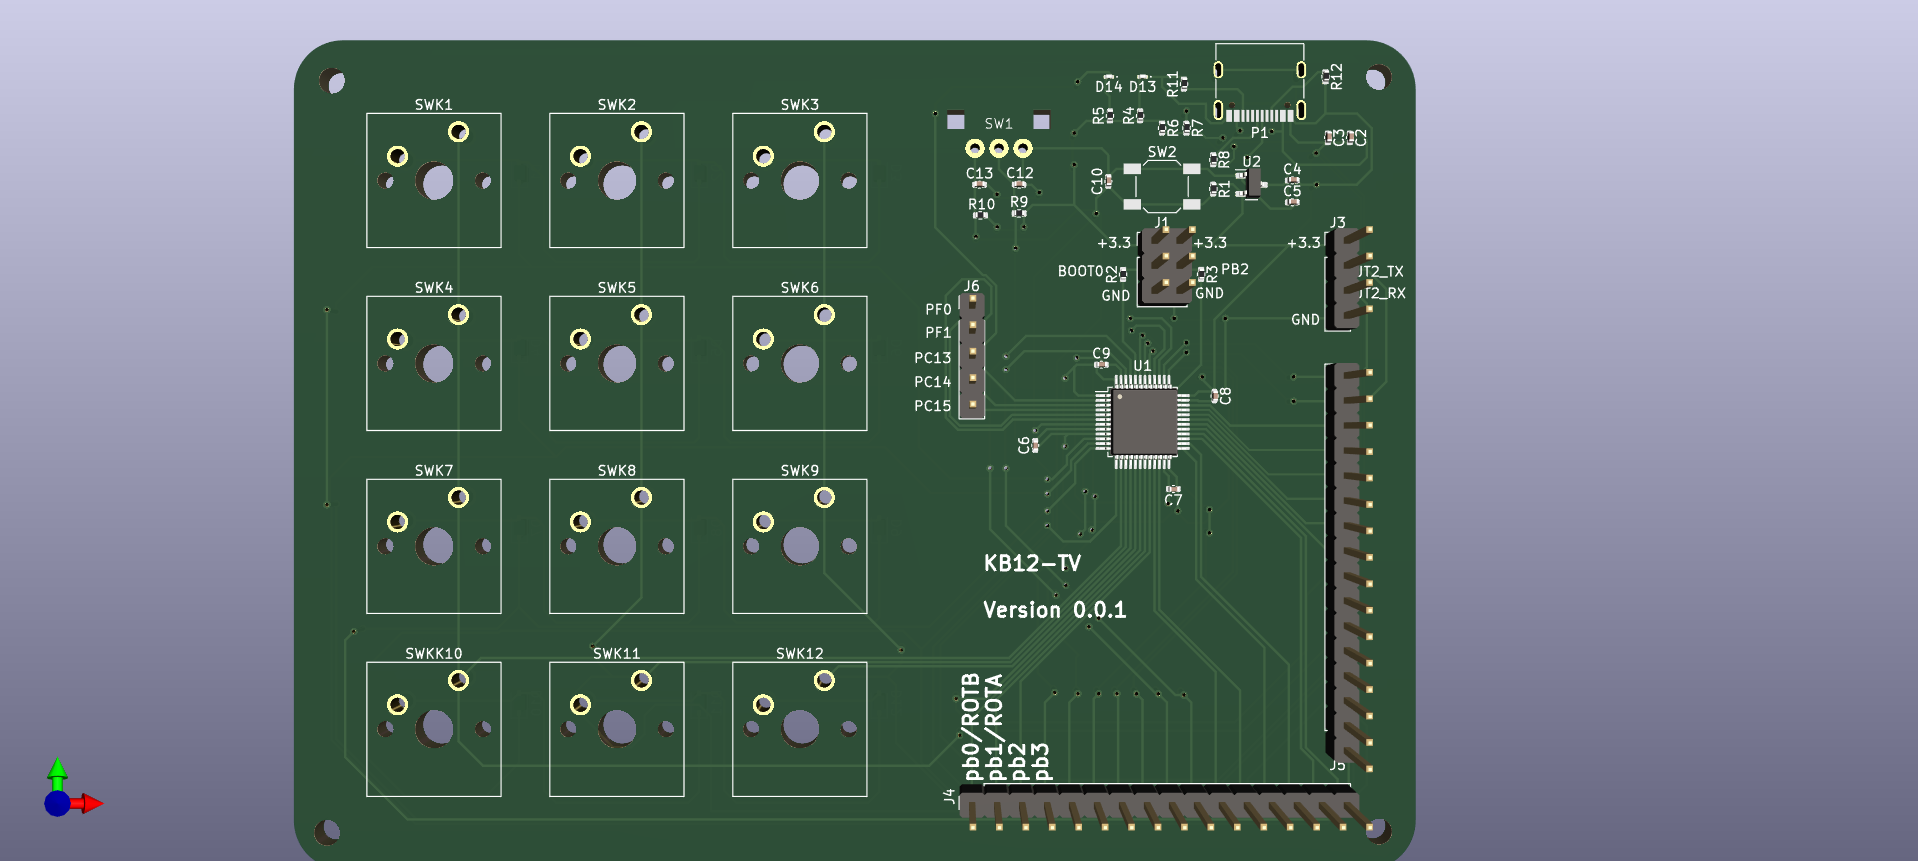 SWK1
SWK2
SWK3
SW1
D14
D13
R11
R12
R5
R4
R6
R7
P1
C3
C2
SW2
R8
U2
C4
C13
C12
C10
R1
C5
R10
R9
J1
J3
+3.3
+3.3
+3.3
BOOT0
R2
R3
PB2
GND
GND
GND
SWK4
SWK5
SWK6
J6
PF0
PF1
PC13
PC14
PC15
C9
U1
C8
C6
C7
SWK7
SWK8
SWK9
KB12-TV
Version 0.0.1
SWKK10
SWK11
SWK12
pb0/ROTB
pb1/ROTA
pb2
pb3
J4
J5